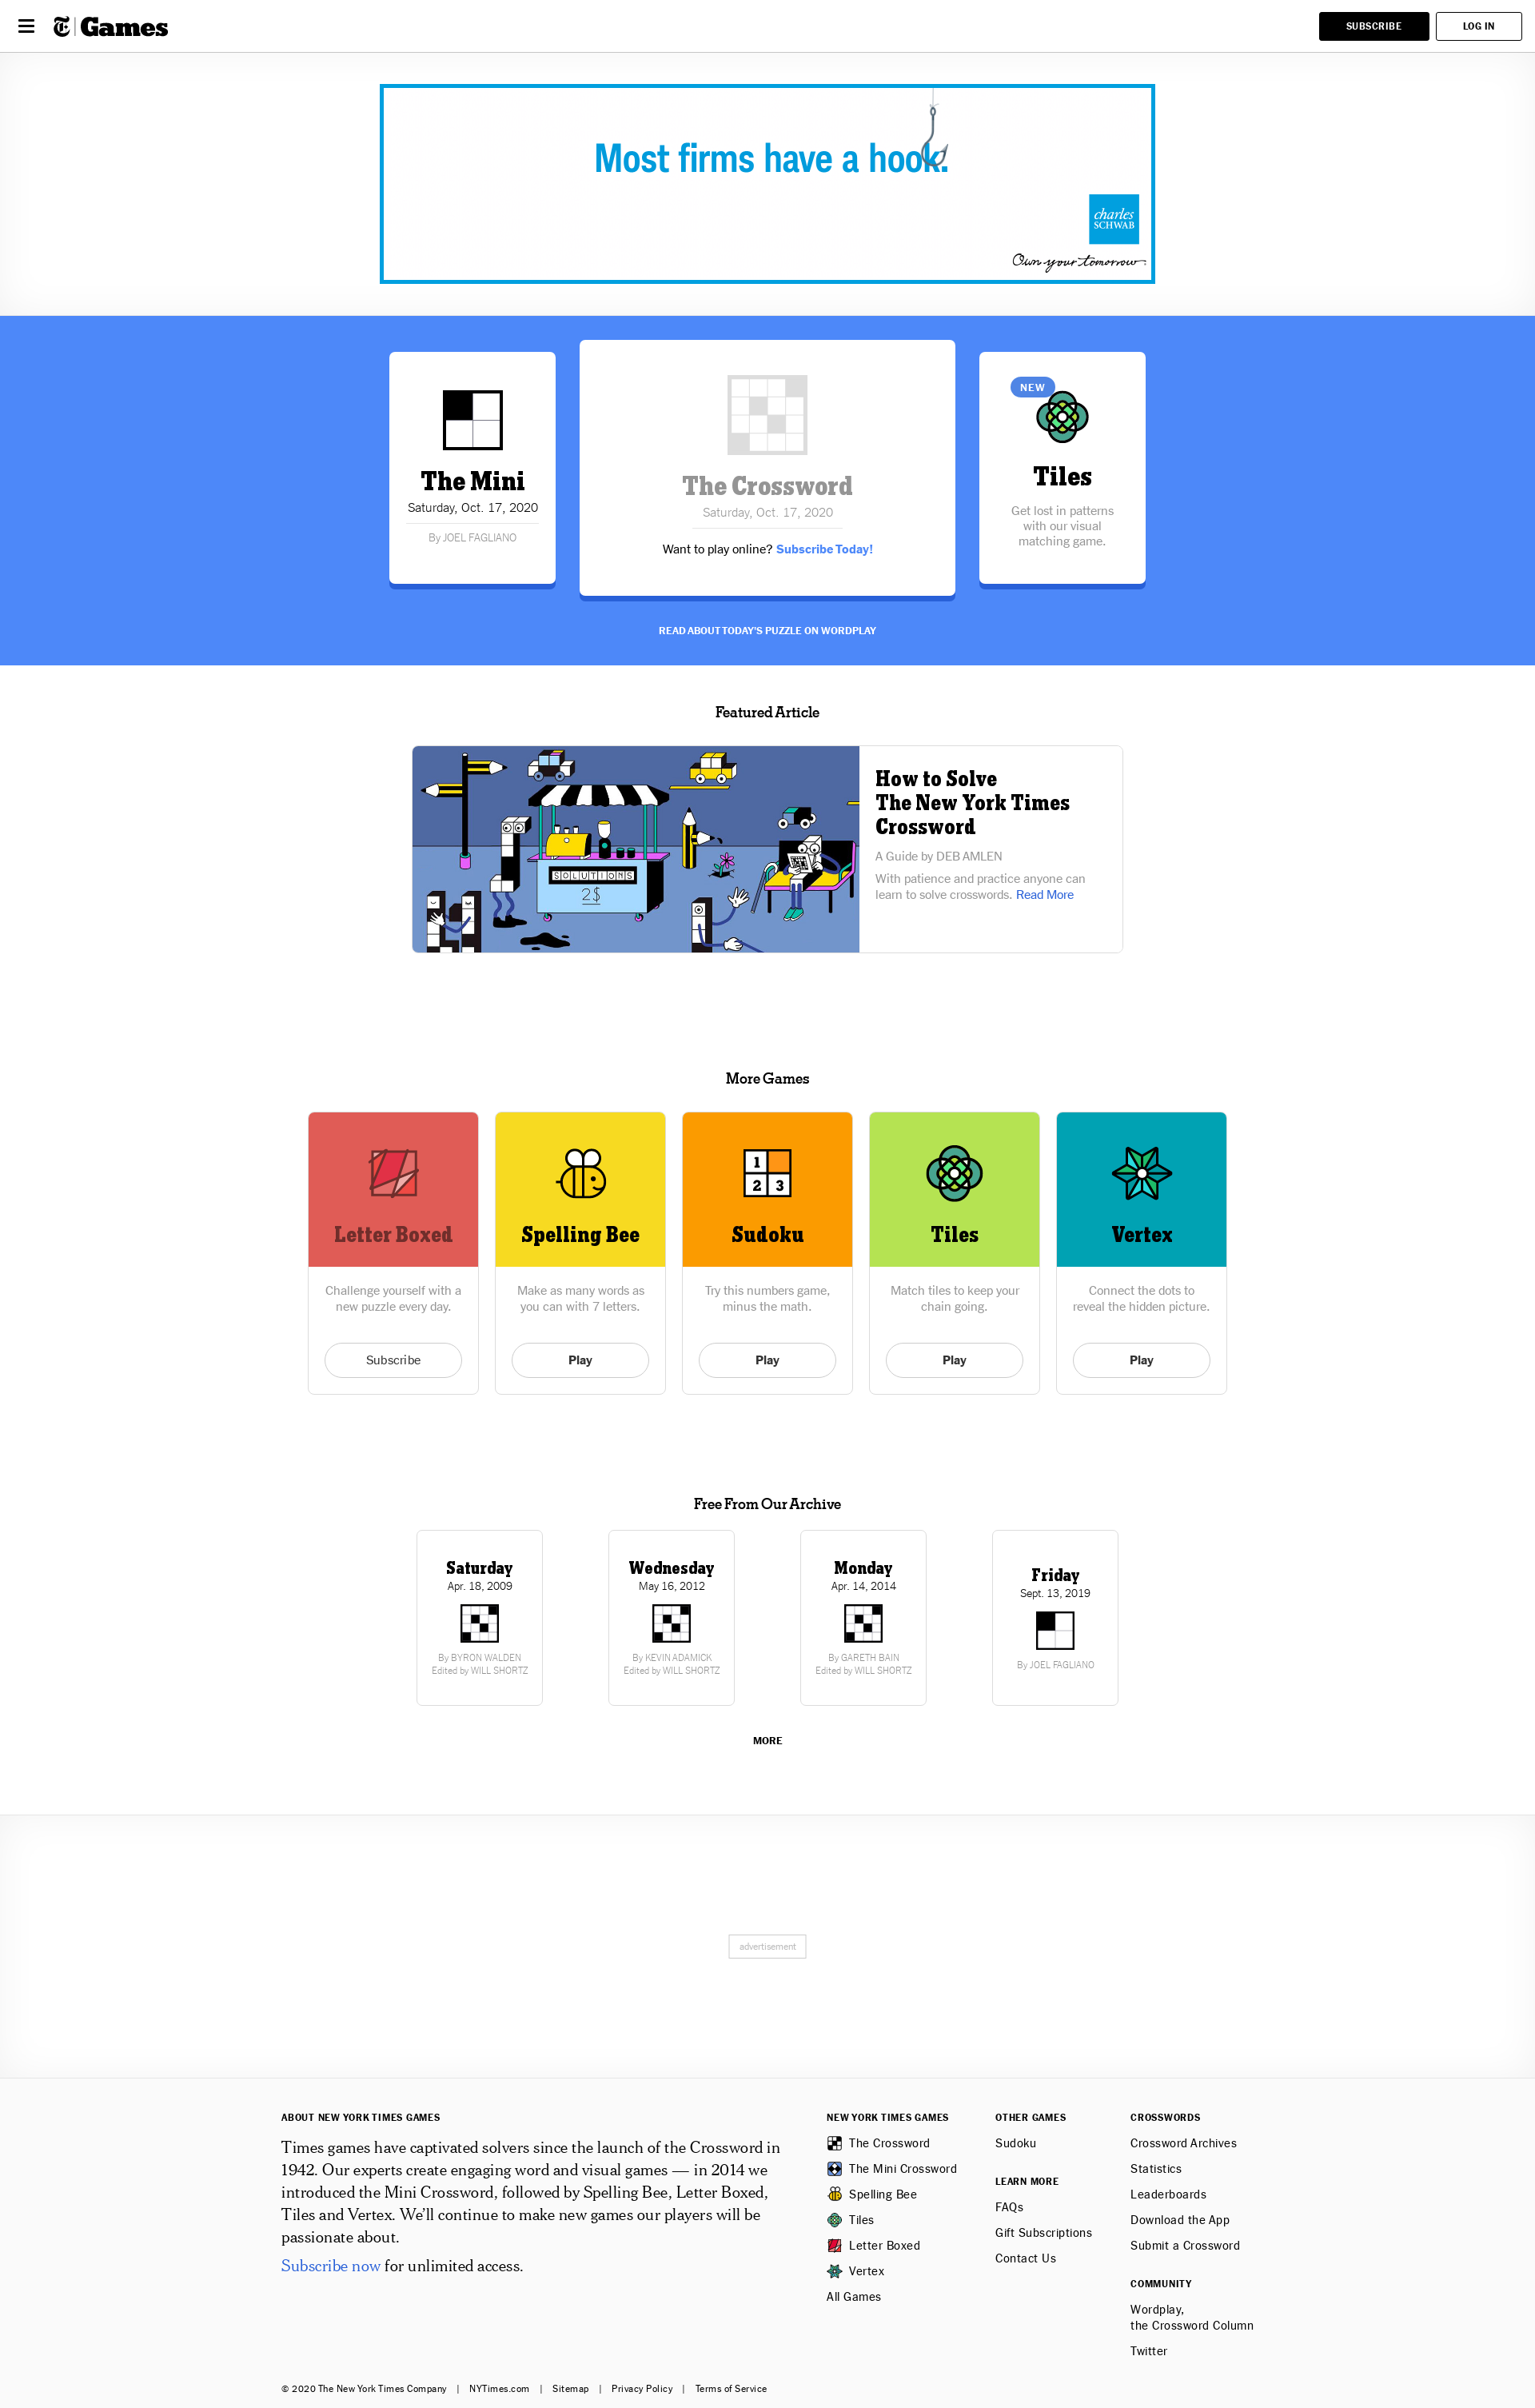 Games
SUBSCRIBE
LOG IN
Most firms have a hook.
charles
SCHWAB
Own your tomorrow
The Mini
Saturday, Oct. 17, 2020
By JOEL FAGLIANO
The Crossword
Saturday, Oct. 17, 2020
Want to play online? Subscribe Today!
NEW
Tiles
Get lost in patterns
with our visual
matching game.
READ ABOUT TODAY'S PUZZLE ON WORDPLAY
Featured Article
SOLUTIONS
2$
How to Solve
The New York Times
Crossword
A Guide by DEB AMLEN
With patience and practice anyone can
learn to solve crosswords. Read More
More Games
Letter Boxed
Challenge yourself with a
new puzzle every day.
Subscribe
Spelling Bee
Make as many words as
you can with 7 letters.
Play
1
2 3
Sudoku
Try this numbers game,
minus the math.
Play
Tiles
Match tiles to keep your
chain going.
Play
Vertex
Connect the dots to
reveal the hidden picture.
Play
Free From Our Archive
Saturday
Apr. 18, 2009
By BYRON WALDEN
Edited by WILL SHORTZ
Wednesday
May 16, 2012
By KEVIN ADAMICK
Edited by WILL SHORTZ
Monday
Apr. 14, 2014
By GARETH BAIN
Edited by WILL SHORTZ
Friday
Sept. 13, 2019
By JOEL FAGLIANO
MORE
advertisement
ABOUT NEW YORK TIMES GAMES
Times games have captivated solvers since the launch of the Crossword in
1942. Our experts create engaging word and visual games — in 2014 we
introduced the Mini Crossword, followed by Spelling Bee, Letter Boxed,
Tiles and Vertex. We’ll continue to make new games our players will be
passionate about.
Subscribe now for unlimited access.
NEW YORK TIMES GAMES
The Crossword
The Mini Crossword
Spelling Bee
Tiles
Letter Boxed
Vertex
All Games
OTHER GAMES
Sudoku
LEARN MORE
FAQs
Gift Subscriptions
Contact Us
CROSSWORDS
Crossword Archives
Statistics
Leaderboards
Download the App
Submit a Crossword
COMMUNITY
Wordplay,
the Crossword Column
Twitter
© 2020 The New York Times Company | NYTimes.com | Sitemap | Privacy Policy | Terms of Service